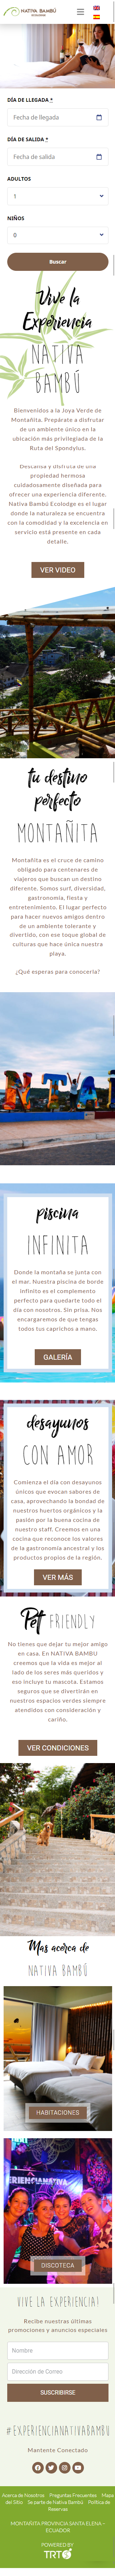 NATIVA BAMBÚ
ECOLODGE
DÍA DE LLEGADA *
Fecha de llegada
DÍA DE SALIDA *
Fecha de salida
ADULTOS
1
NIÑOS
0
Buscar
Vive la
Experiencia
NATIVA
BAMBÚ
Bienvenidos a la Joya Verde de
Montañita. Prepárate a disfrutar
de un ambiente único en la
ubicación más privilegiada de la
Ruta del Spondylus.
Descansa y disfruta de una
propiedad hermosa
cuidadosamente diseñada para
ofrecer una experiencia diferente.
Nativa Bambú Ecolodge es el lugar
donde la naturaleza se encuentra
con la comodidad y la excelencia en
servicio está presente en cada
detalle.
VER VIDEO
tu destino
perfecto
MONTAÑITA
Montañita es el cruce de camino
obligado para centenares de
viajeros que buscan un destino
diferente. Somos surf, diversidad,
gastronomía, fiesta y
entretenimiento. El lugar perfecto
para hacer nuevos amigos dentro
de un ambiente tolerante y
divertido, con ese toque global de
culturas que hace única nuestra
playa.
¿Qué esperas para conocerla?
piscina
INFINITA
Donde la montaña se junta con
el mar. Nuestra piscina de borde
infinito es el complemento
perfecto para quedarte todo el
día con nosotros. Sin prisa. Nos
encargaremos de que tengas
todos tus caprichos a mano.
GALERÍA
desayunos
CON AMOR
Comienza el día con desayunos
únicos que evocan sabores de
casa, aprovechando la bondad de
nuestros huertos orgánicos y la
pasión por la buena cocina de
nuestro staff. Creemos en una
cocina que reconoce los valores
de la gastronomía ancestral y los
productos propios de la región.
VER MÁS
Pet FRIENDLY
No tienes que dejar tu mejor amigo
en casa. En NATIVA BAMBU
creemos que la vida es mejor al
lado de los seres más queridos y
eso incluye tu mascota. Estamos
seguros que se divertirán en
nuestros espacios verdes siempre
atendidos con consideración y
cariño.
VER CONDICIONES
Mas acerca de
NATIVA BAMBÚ
HABITACIONES
DISCOTECA
VIVE LA EXPERIENCIA!
Recibe nuestras últimas
promociones y anuncios especiales
Nombre
Dirección de Correo
SUSCRIBIRSE
#EXPERIENCIANATIVABAMBU
Mantente Conectado
Acerca de Nosotros Preguntas Frecuentes Mapa
del Sitio Se parte de Nativa Bambú Política de
Reservas
MONTAÑITA PROVINCIA SANTA ELENA –
ECUADOR
POWERED BY
TRT